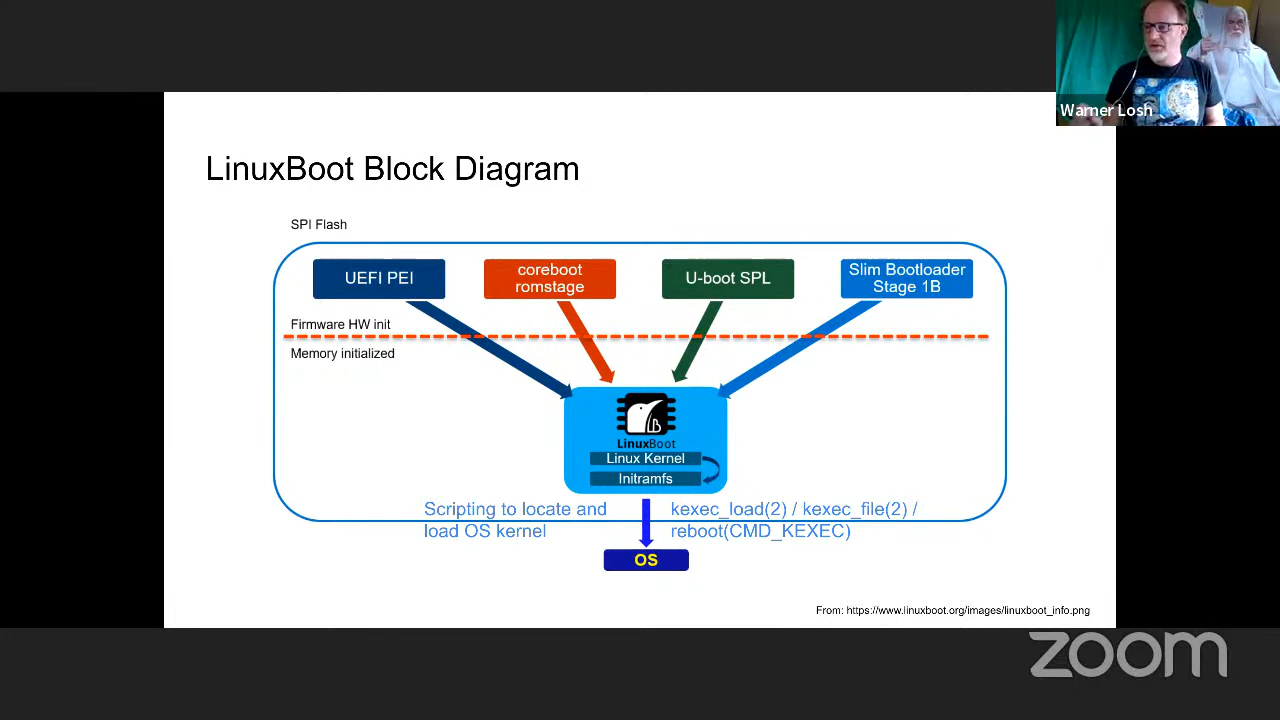 Warner Losh
LinuxBoot Block Diagram
SPI Flash
UEFI PEI
coreboot
romstage
U-boot SPL
Slim Bootloader
Stage 1B
Firmware HW init
Memory initialized
LB
LinuxBoot
Linux Kernel
Initramfs
Scripting to locate and
load OS kernel
kexec_load(2) / kexec_file(2) /
reboot(CMD_KEXEC)
OS
From: https://www.linuxboot.org/images/linuxboot_info.png
zoom